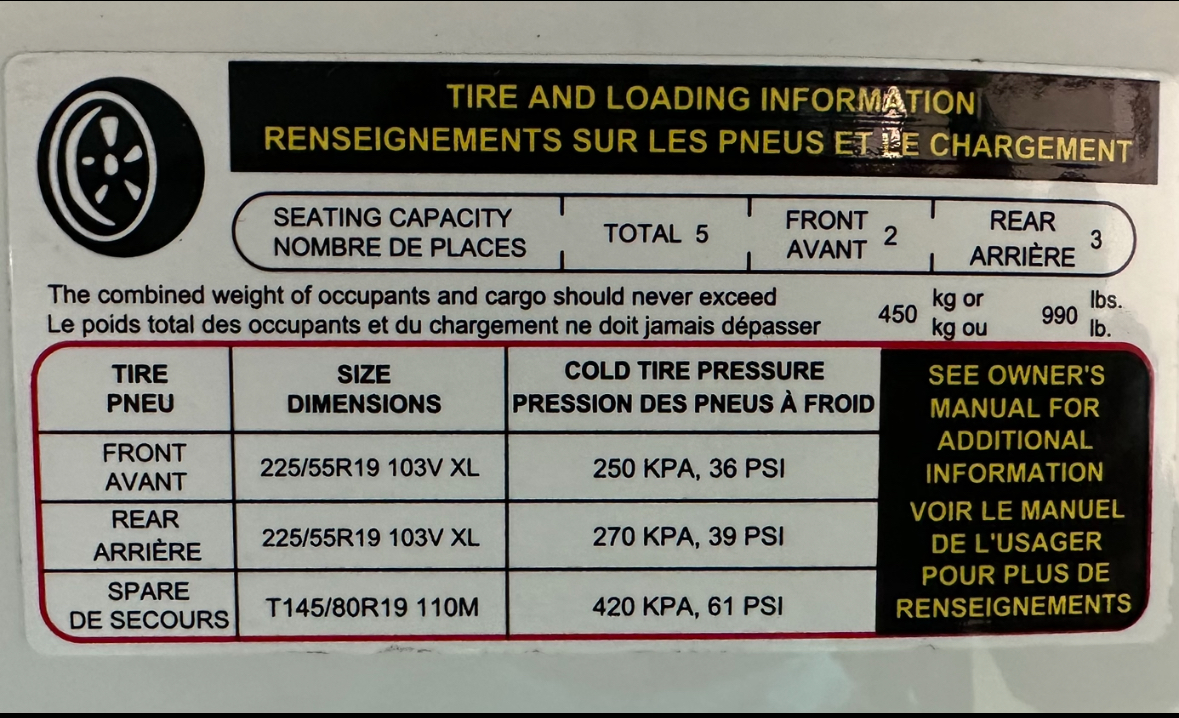 TIRE AND LOADING INFORMATION
RENSEIGNEMENTS SUR LES PNEUS ET LE CHARGEMENT
SEATING CAPACITY
NOMBRE DE PLACES
TOTAL 5
FRONT
AVANT
2
REAR
ARRIÈRE
3
The combined weight of occupants and cargo should never exceed
Le poids total des occupants et du chargement ne doit jamais dépasser
450
kg or
kg ou
990
lbs.
lb.
TIRE
PNEU
SIZE
DIMENSIONS
COLD TIRE PRESSURE
PRESSION DES PNEUS À FROID
FRONT
AVANT
225/55R19 103V XL
250 KPA, 36 PSI
REAR
ARRIÈRE
225/55R19 103V XL
270 KPA, 39 PSI
SPARE
DE SECOURS
T145/80R19 110M
420 KPA, 61 PSI
SEE OWNER'S
MANUAL FOR
ADDITIONAL
INFORMATION
VOIR LE MANUEL
DE L'USAGER
POUR PLUS DE
RENSEIGNEMENTS